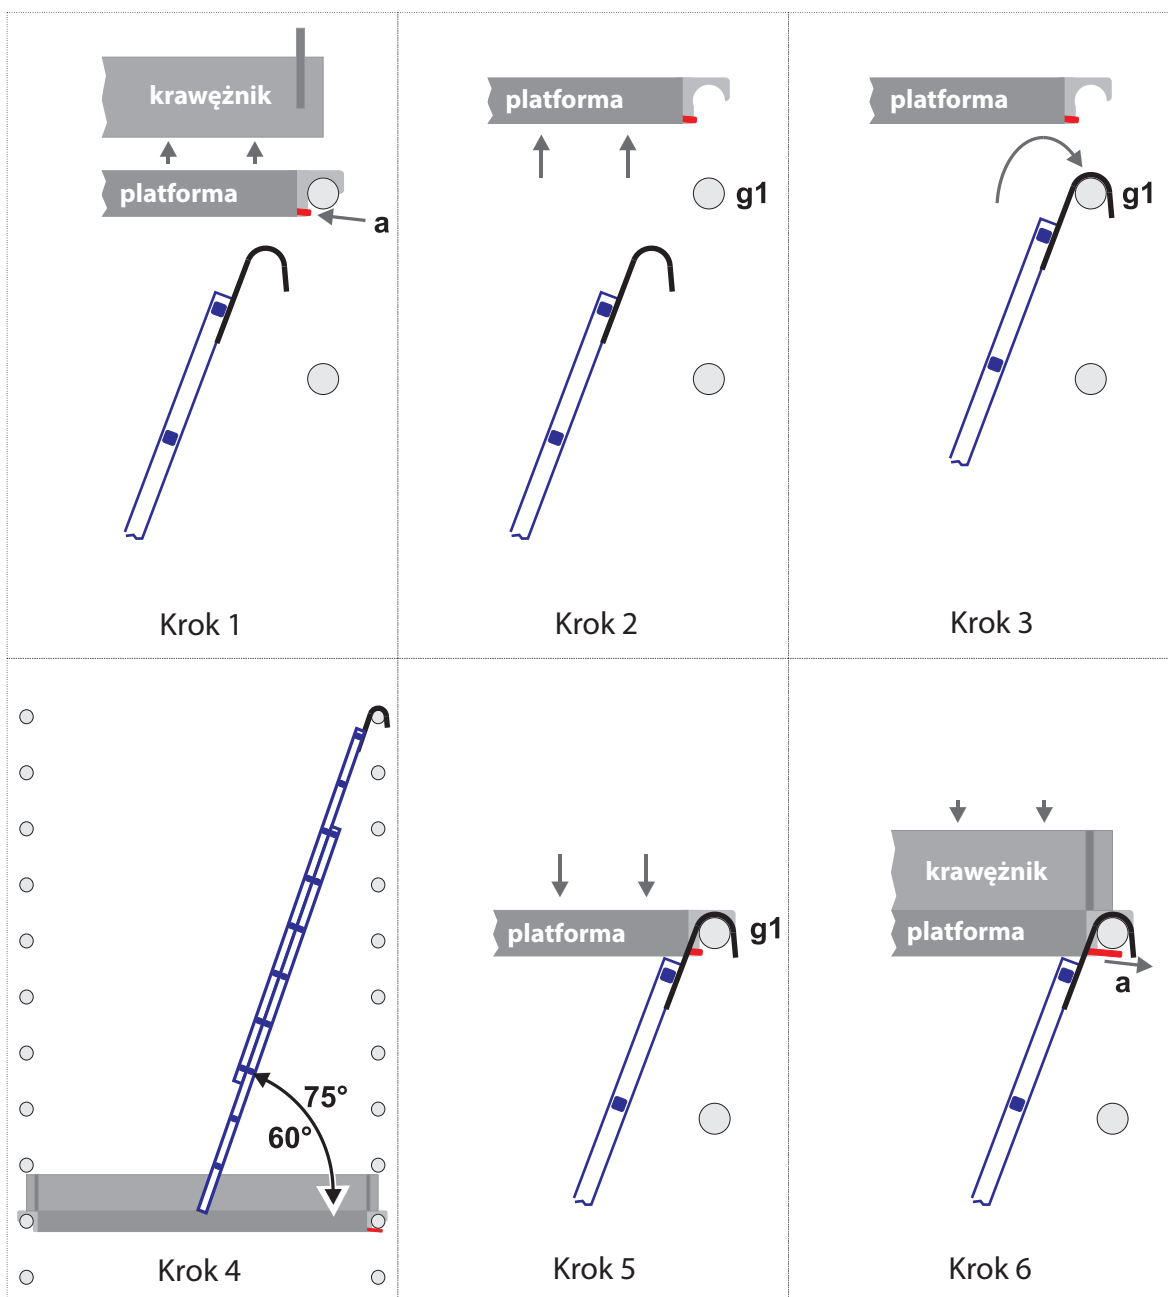 krawężnik
platforma
a
Krok 1
platforma
g1
Krok 2
platforma
g1
Krok 3
75°
60°
Krok 4
platforma
g1
Krok 5
krawężnik
platforma
a
Krok 6